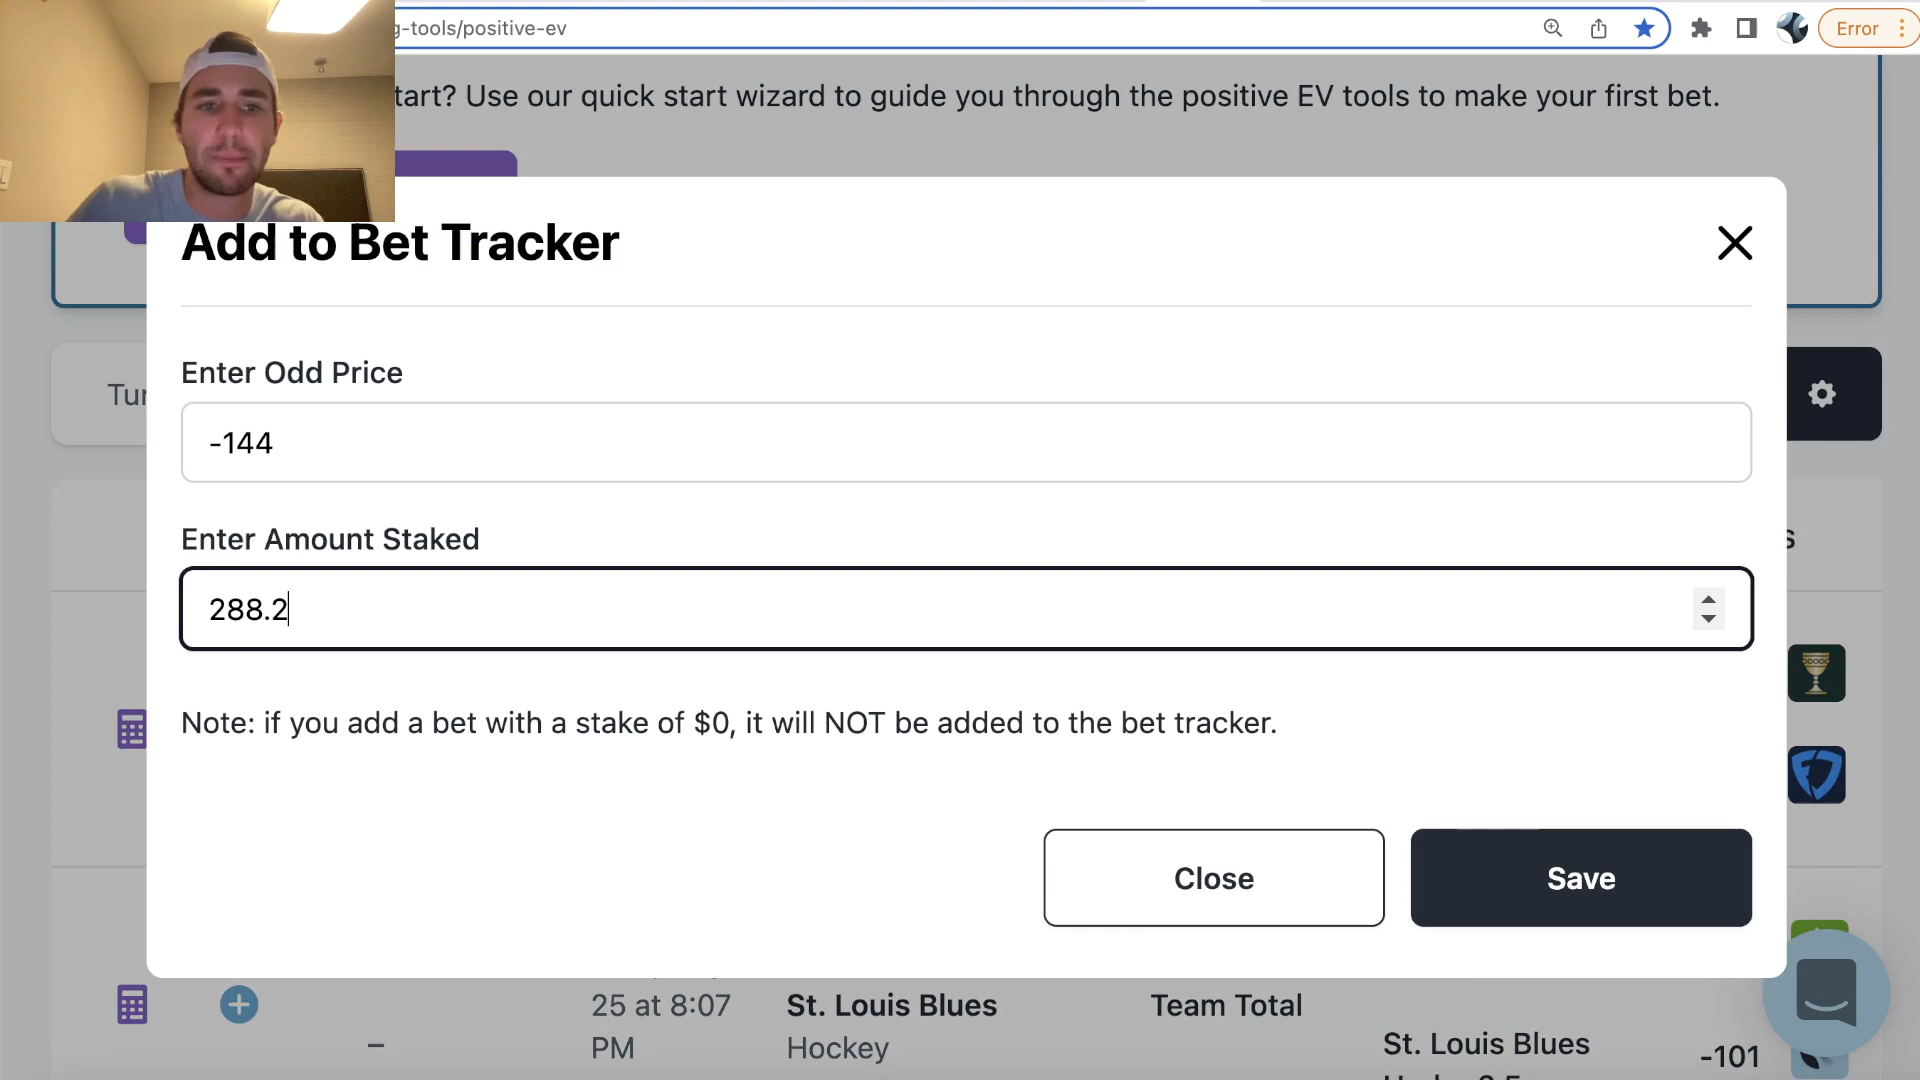 g-tools/positive-ev
Error
tart? Use our quick start wizard to guide you through the positive EV tools to make your first bet.
Add to Bet Tracker
Enter Odd Price
Tur
-144
Enter Amount Staked
s
288.2
Note: if you add a bet with a stake of $0, it will NOT be added to the bet tracker.
Close
Save
25 at 8:07
PM
–
St. Louis Blues
Hockey
Team Total
St. Louis Blues
-101